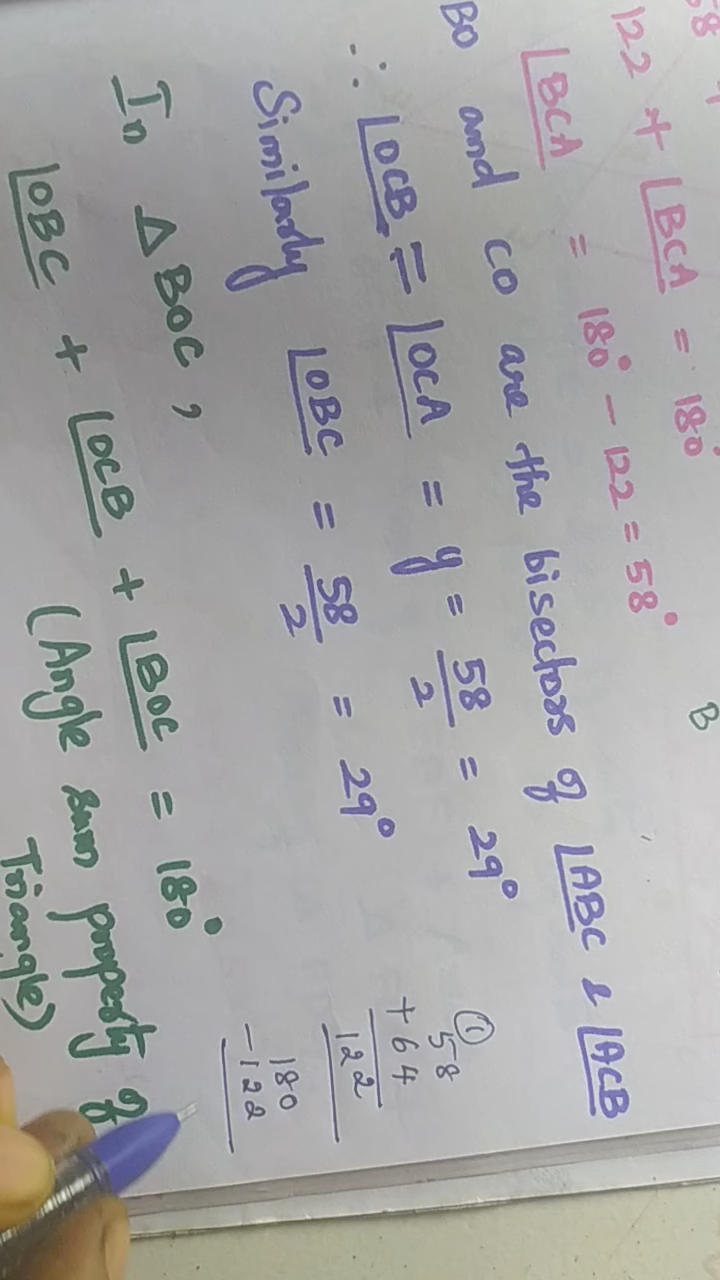 58
122 + ∠BCA = 180°
∠BCA = 180° - 122 = 58°
B
BO and CO are the bisectors of ∠ABC & ∠ACB
∴ ∠OCB = ∠OCA = y = 58/2 = 29°
Similarly ∠OBC = 58/2 = 29°
In △BOC,
∠OBC + ∠OCB + ∠BOC = 180°
(Angle sum property of
Triangle)
①
58
+64
122
180
-122